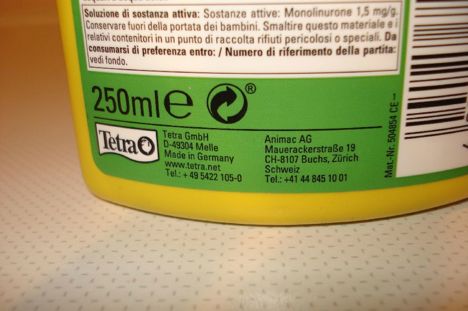 Soluzione di sostanza attiva: Sostanze attive: Monolinurone 1,5 mg/g.
Conservare fuori della portata dei bambini. Smaltire questo materiale e i
relativi contenitori in un punto di raccolta rifiuti pericolosi o speciali. Da
consumarsi di preferenza entro: / Numero di riferimento della partita:
vedi fondo.
250ml e ®
Tetra
Tetra GmbH
D-49304 Melle
Made in Germany
www.tetra.net
Tel.: + 49 5422 105-0
Animac AG
Mauerackerstraße 19
CH-8107 Buchs, Zürich
Schweiz
Tel.: +41 44 845 10 01
Mat.-Nr. 504854 CE